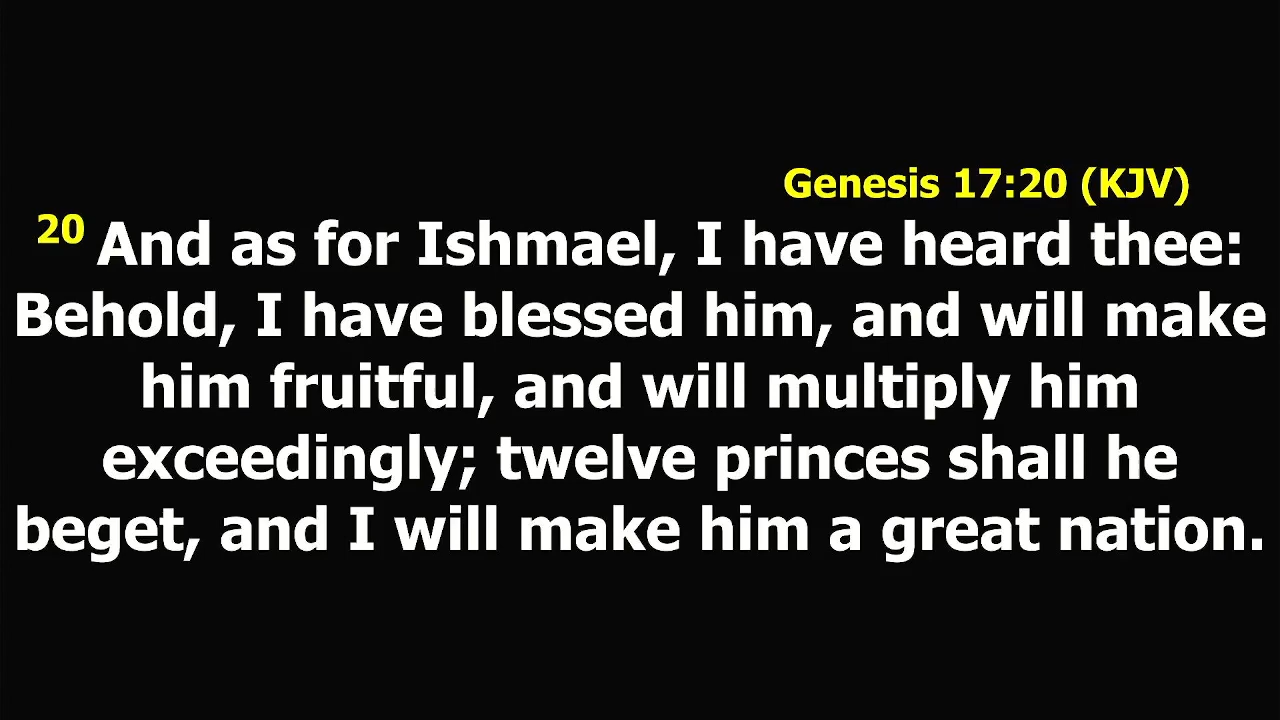 Genesis 17:20 (KJV)
20 And as for Ishmael, I have heard thee:
Behold, I have blessed him, and will make
him fruitful, and will multiply him
exceedingly; twelve princes shall he
beget, and I will make him a great nation.